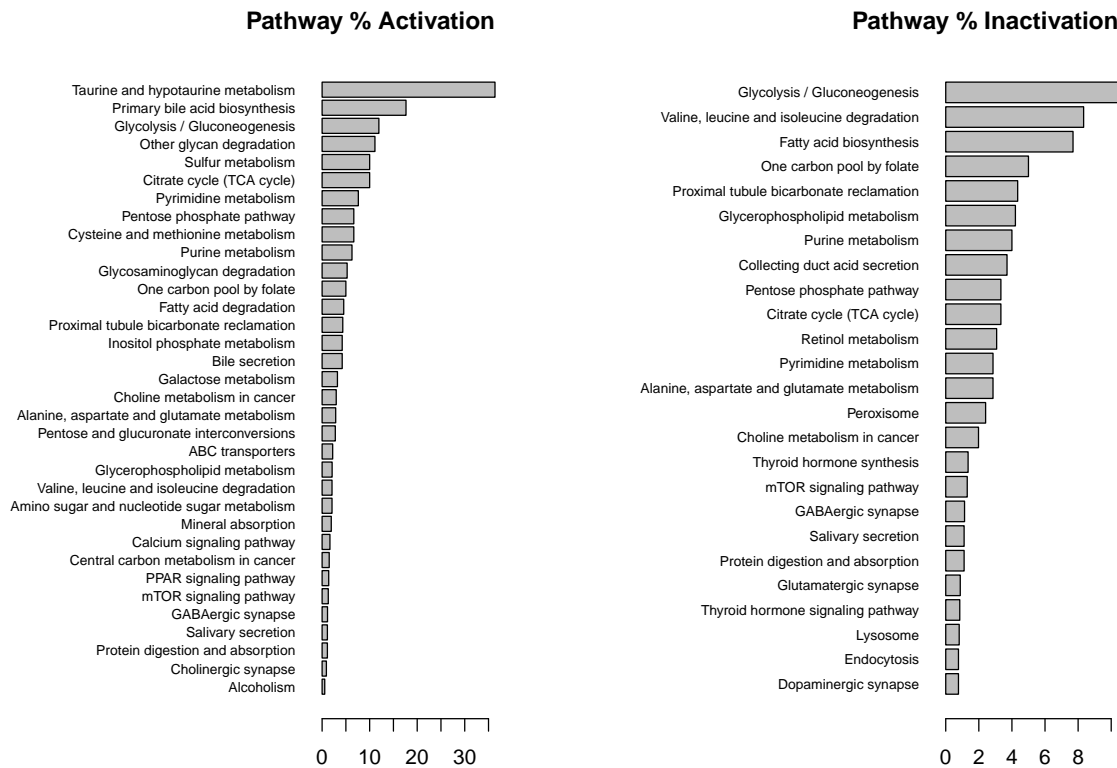 Pathway % Activation
Taurine and hypotaurine metabolism
Primary bile acid biosynthesis
Glycolysis / Gluconeogenesis
Other glycan degradation
Sulfur metabolism
Citrate cycle (TCA cycle)
Pyrimidine metabolism
Pentose phosphate pathway
Cysteine and methionine metabolism
Purine metabolism
Glycosaminoglycan degradation
One carbon pool by folate
Fatty acid degradation
Proximal tubule bicarbonate reclamation
Inositol phosphate metabolism
Bile secretion
Galactose metabolism
Choline metabolism in cancer
Alanine, aspartate and glutamate metabolism
Pentose and glucuronate interconversions
ABC transporters
Glycerophospholipid metabolism
Valine, leucine and isoleucine degradation
Amino sugar and nucleotide sugar metabolism
Mineral absorption
Calcium signaling pathway
Central carbon metabolism in cancer
PPAR signaling pathway
mTOR signaling pathway
GABAergic synapse
Salivary secretion
Protein digestion and absorption
Cholinergic synapse
Alcoholism
0 10 20 30
Pathway % Inactivation
Glycolysis / Gluconeogenesis
Valine, leucine and isoleucine degradation
Fatty acid biosynthesis
One carbon pool by folate
Proximal tubule bicarbonate reclamation
Glycerophospholipid metabolism
Purine metabolism
Collecting duct acid secretion
Pentose phosphate pathway
Citrate cycle (TCA cycle)
Retinol metabolism
Pyrimidine metabolism
Alanine, aspartate and glutamate metabolism
Peroxisome
Choline metabolism in cancer
Thyroid hormone synthesis
mTOR signaling pathway
GABAergic synapse
Salivary secretion
Protein digestion and absorption
Glutamatergic synapse
Thyroid hormone signaling pathway
Lysosome
Endocytosis
Dopaminergic synapse
0 2 4 6 8